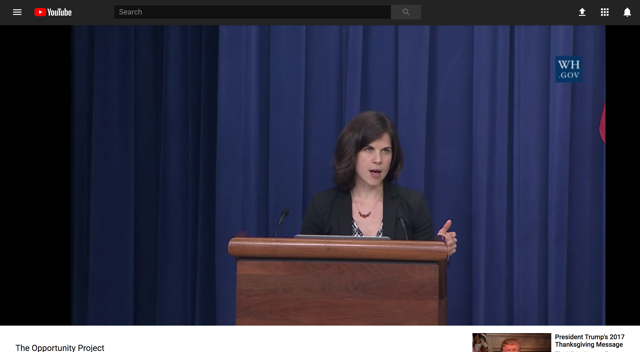 YouTube
Search
WH
.GOV
The Opportunity Project
President Trump's 2017
Thanksgiving Message